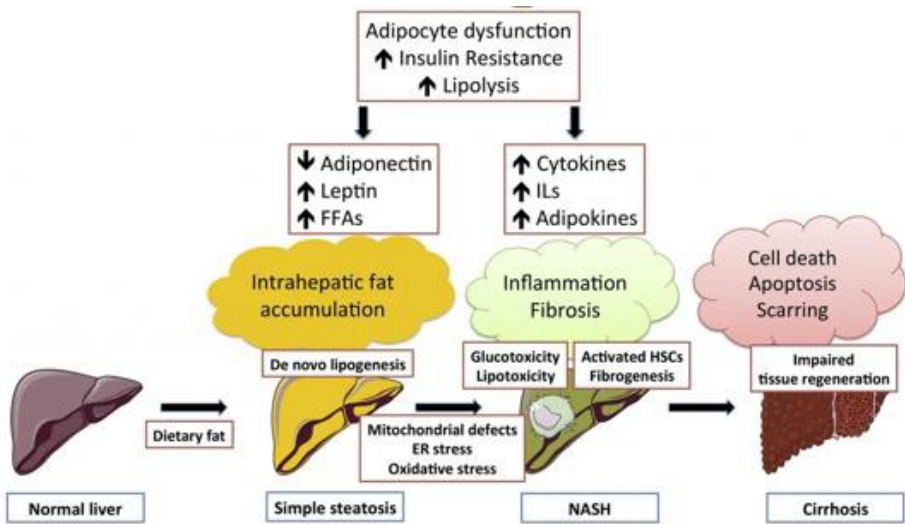 Adipocyte dysfunction
↑ Insulin Resistance
↑ Lipolysis
↓ Adiponectin
↑ Leptin
↑ FFAs
↑ Cytokines
↑ ILs
↑ Adipokines
Intrahepatic fat
accumulation
Inflammation
Fibrosis
Cell death
Apoptosis
Scarring
De novo lipogenesis
Glucotoxicity
Lipotoxicity
Activated HSCs
Fibrogenesis
Impaired
tissue regeneration
Dietary fat
Mitochondrial defects
ER stress
Oxidative stress
Normal liver
Simple steatosis
NASH
Cirrhosis